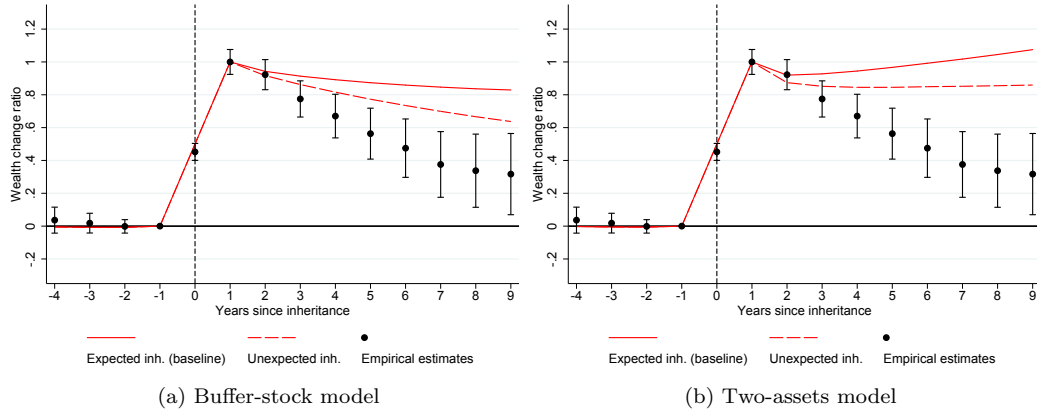 Wealth change ratio
-.2 0 .2 .4 .6 .8 1 1.2
-4 -3 -2 -1 0 1 2 3 4 5 6 7 8 9
Years since inheritance
Expected inh. (baseline) Unexpected inh. Empirical estimates
(a) Buffer-stock model
Wealth change ratio
-.2 0 .2 .4 .6 .8 1 1.2
-4 -3 -2 -1 0 1 2 3 4 5 6 7 8 9
Years since inheritance
Expected inh. (baseline) Unexpected inh. Empirical estimates
(b) Two-assets model